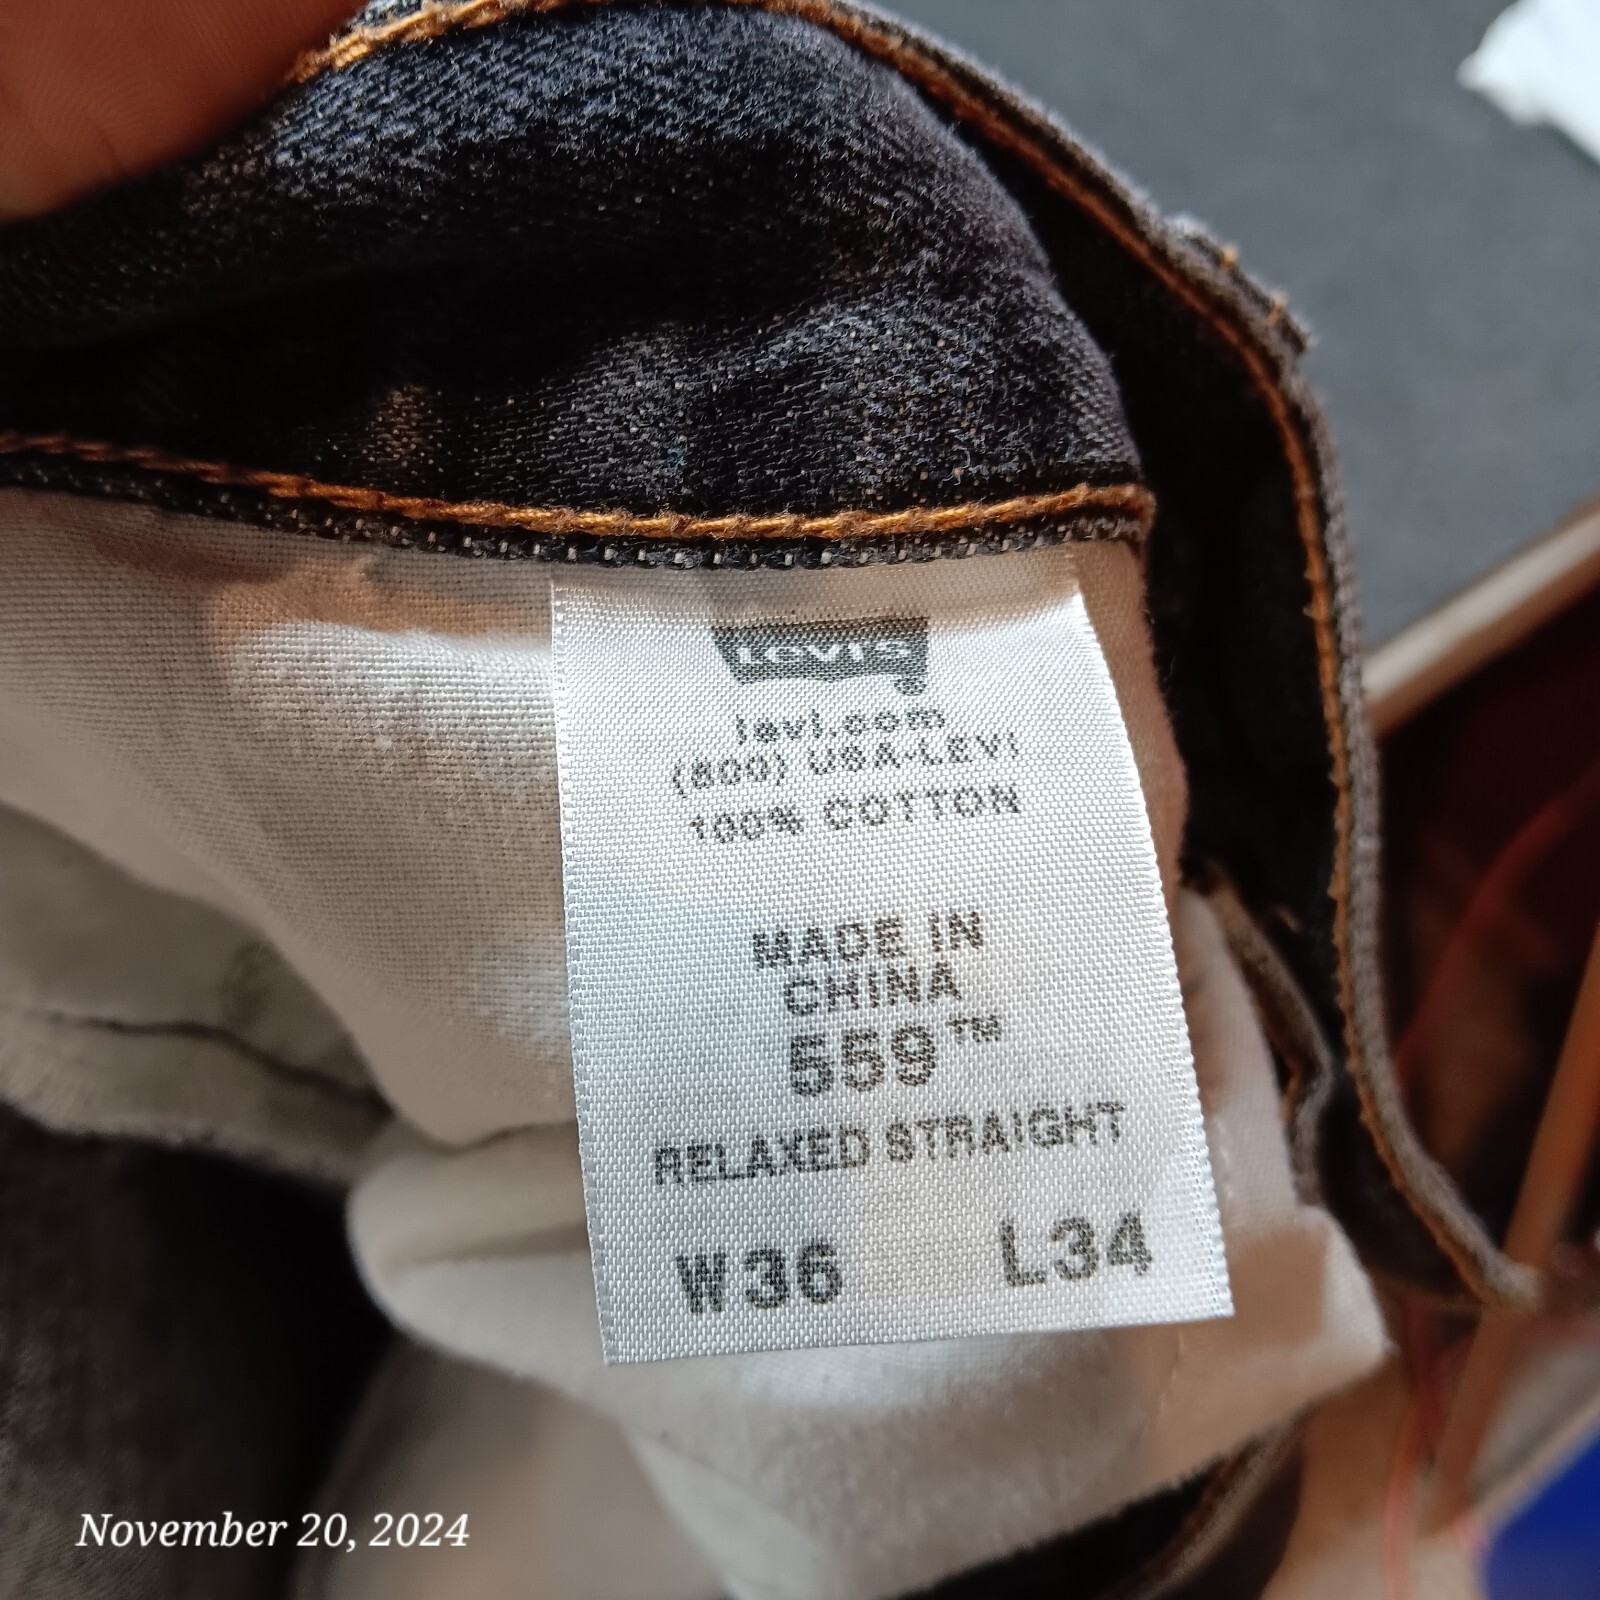 Levi's
levi.com
(800) USA-LEVI
100% COTTON
MADE IN
CHINA
559™
RELAXED STRAIGHT
W36 L34
November 20, 2024